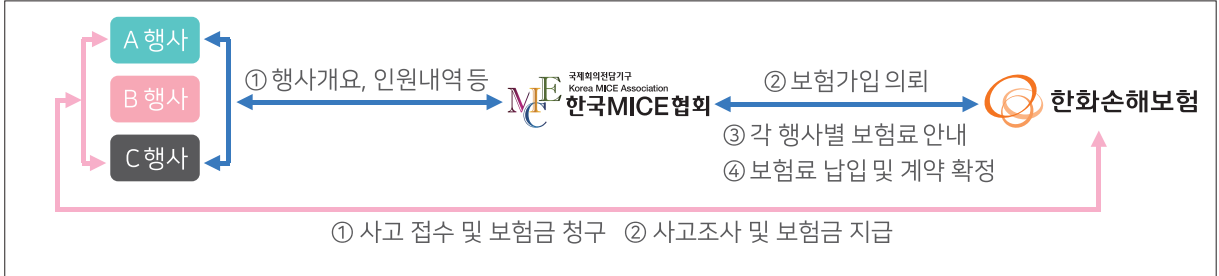 A 행사
B 행사
C 행사
① 행사개요, 인원내역 등
국제회의전담기구
Korea MICE Association
MICE
한국MICE협회
② 보험가입 의뢰
③ 각 행사별 보험료 안내
④ 보험료 납입 및 계약 확정
한화손해보험
① 사고 접수 및 보험금 청구 ② 사고조사 및 보험금 지급